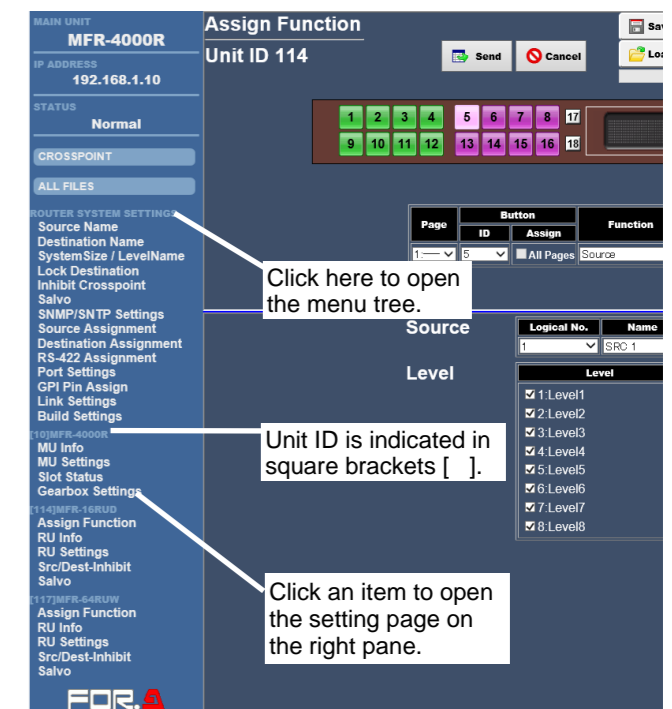 MAIN UNIT
MFR-4000R
IP ADDRESS
192.168.1.10
STATUS
Normal
CROSSPOINT
ALL FILES
ROUTER SYSTEM SETTINGS
Source Name
Destination Name
SystemSize / LevelName
Lock Destination
Inhibit Crosspoint
Salvo
SNMP/SNTP Settings
Source Assignment
Destination Assignment
RS-422 Assignment
Port Settings
GPI Pin Assign
Link Settings
Build Settings
[10]MFR-4000R
MU Info
MU Settings
Slot Status
Gearbox Settings
[114]MFR-16RUD
Assign Function
RU Info
RU Settings
Src/Dest-Inhibit
Salvo
[117]MFR-64RUW
Assign Function
RU Info
RU Settings
Src/Dest-Inhibit
Salvo
FOR.A
Assign Function
Unit ID 114
Send Cancel
1 2 3 4 5 6 7 8 17
9 10 11 12 13 14 15 16 18
Page Button Function
ID Assign
5 All Pages Source
Click here to open
the menu tree.
Source
Logical No. Name
1 SRC 1
Level
Level
1:Level1
2:Level2
3:Level3
4:Level4
5:Level5
6:Level6
7:Level7
8:Level8
Unit ID is indicated in
square brackets [ ].
Click an item to open
the setting page on
the right pane.